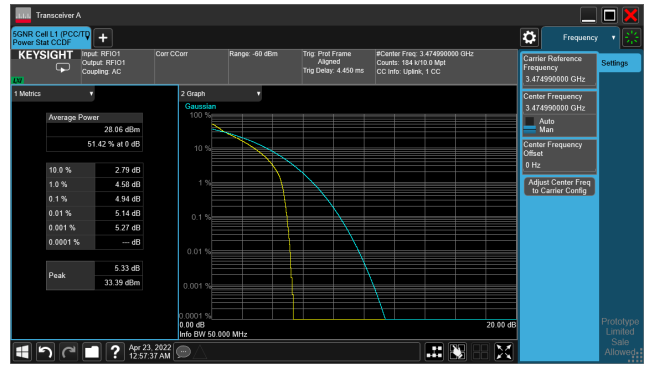 Transceiver A
5GNR Cell L1 (PCC/TD
Power Stat CCDF
Frequency
KEYSIGHT
LXI
Input: RFIO1
Output: RFIO1
Coupling: AC
Corr CCorr
Range: -60 dBm
Trig: Prot Frame
Aligned
Trig Delay: 4.450 ms
#Center Freq: 3.474990000 GHz
Counts: 184 k/10.0 Mpt
CC Info: Uplink, 1 CC
Carrier Reference
Frequency
3.474990000 GHz
Settings
Center Frequency
3.474990000 GHz
Auto
Man
Center Frequency
Offset
0 Hz
Adjust Center Freq
to Carrier Config
1 Metrics
Average Power
28.06 dBm
51.42 % at 0 dB
10.0 % 2.79 dB
1.0 % 4.58 dB
0.1 % 4.94 dB
0.01 % 5.14 dB
0.001 % 5.27 dB
0.0001 % --- dB
Peak
5.33 dB
33.39 dBm
2 Graph
Gaussian
100 %
10 %
1 %
0.1 %
0.01 %
0.001 %
0.0001 %
0.00 dB
20.00 dB
Info BW 50.000 MHz
Apr 23, 2022
12:57:37 AM
Prototype
Limited
Sale
Allowed